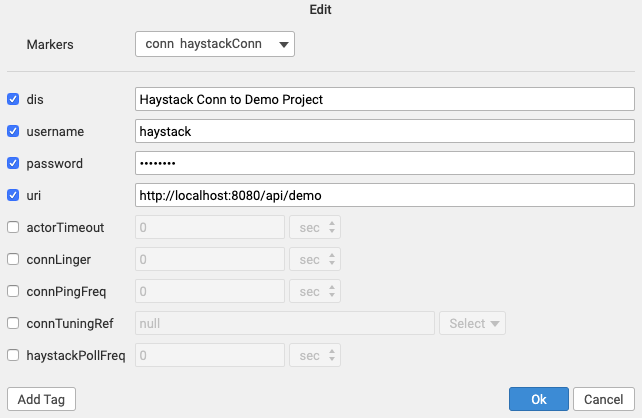 Edit
Markers conn haystackConn
dis Haystack Conn to Demo Project
username haystack
password ••••••••
uri http://localhost:8080/api/demo
actorTimeout 0 sec
connLinger 0 sec
connPingFreq 0 sec
connTuningRef null Select
haystackPollFreq 0 sec
Add Tag Ok Cancel